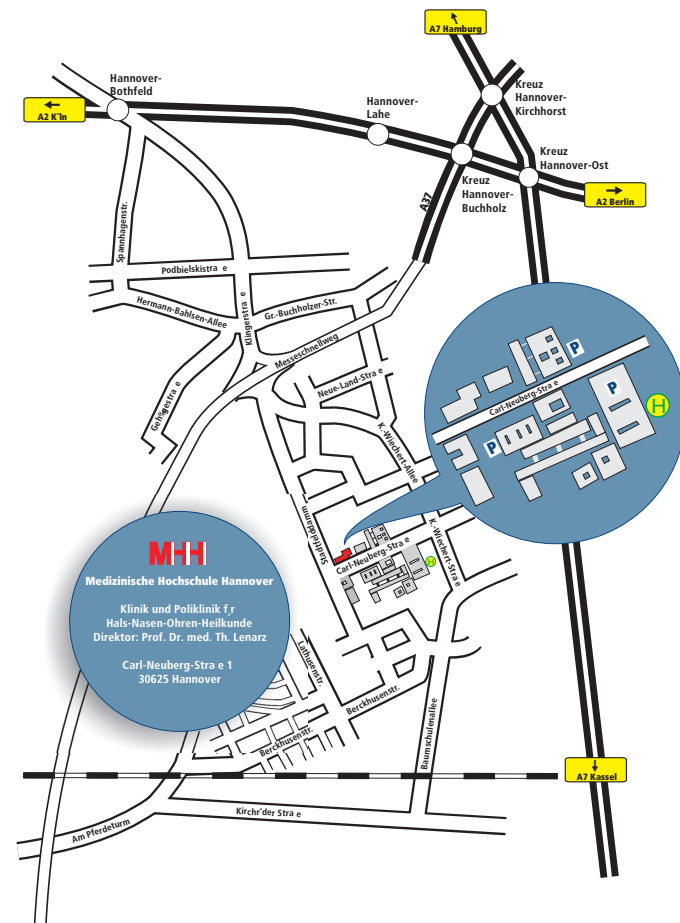 A7 Hamburg
Hannover-
Bothfeld
Kreuz
Hannover-
Kirchhorst
Hannover-
Lahe
A2 K˝ln
Kreuz
Hannover-Ost
Kreuz
Hannover-
Buchholz
A2 Berlin
A37
Spannhagenstr.
Podbielskistra e
Hermann-Bahlsen-Allee
Klingerstra e
Gr.-Buchholzer-Str.
Messeschnellweg
Neue-Land-Stra e
Geh˝gestra e
K.-Wiechert-Allee
P
P
Carl-Neuberg-Stra e
H
P
Stadtfelddamm
K.-Wiechert-Stra e
Carl-Neuberg-Stra e
H
MHH
Medizinische Hochschule Hannover
Klinik und Poliklinik f¸r
Hals-Nasen-Ohren-Heilkunde
Direktor: Prof. Dr. med. Th. Lenarz
Carl-Neuberg-Stra e 1
30625 Hannover
Lathusenstr.
Berckhusenstr.
Berckhusenstr.
Baumschulenallee
A7 Kassel
Kirchr˝der Stra e
Am Pferdeturm